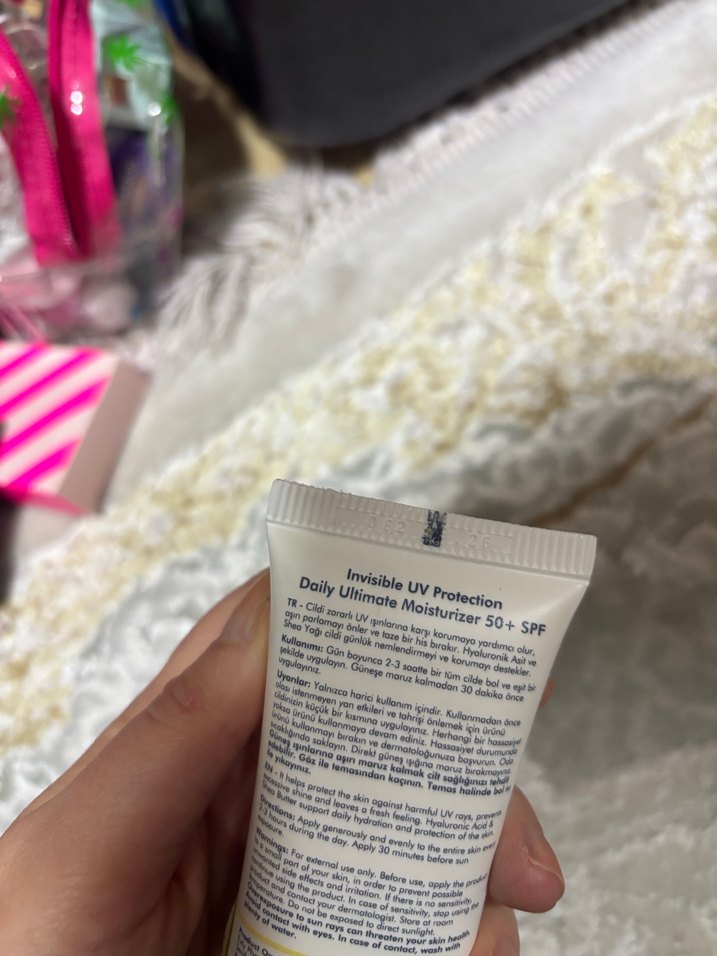 Invisible UV Protection
Daily Ultimate Moisturizer 50+ SPF
TR - Cildi zararlı UV ışınlarına karşı korumaya yardımcı olur,
aşırı parlamayı önler ve taze bir his bırakır. Hyaluronik Asit ve
Shea Yağı cildi günlük nemlendirmeyi ve korumayı destekler.
Kullanımı: Gün boyunca 2-3 saatte bir tüm cilde bol ve eşit bir
şekilde uygulayın. Güneşe maruz kalmadan 30 dakika önce
uygulayınız.
Uyarılar: Yalnızca harici kullanım içindir. Kullanmadan önce
olası istenmeyen yan etkileri ve tahrişi önlemek için ürünü
cildinizin küçük bir kısmına uygulayınız. Herhangi bir hassasiyet
yoksa ürünü kullanmaya devam ediniz. Hassasiyet durumunda
ürünü kullanmayı bırakın ve dermatoloğunuza başvurun. Oda
sıcaklığında saklayın. Direkt güneş ışığına maruz bırakmayınız.
Güneş ışınlarına aşırı maruz kalmak cilt sağlığınızı tehdit
edebilir. Göz ile temasından kaçının. Temas halinde bol su
ile yıkayınız.
EN - It helps protect the skin against harmful UV rays, prevents
excessive shine and leaves a fresh feeling. Hyaluronic Acid &
Shea Butter support daily hydration and protection of the skin.
Directions: Apply generously and evenly to the entire skin every
2-3 hours during the day. Apply 30 minutes before sun
Warnings: For external use only. Before use, apply the product
to a small part of your skin, in order to prevent possible
unwanted side effects and irritation. If there is no sensitivity,
continue using the product. In case of sensitivity, stop using the
product and contact your dermatologist. Store at room
temperature. Do not be exposed to direct sunlight.
Overexposure to sun rays can threaten your skin health.
Avoid contact with eyes. In case of contact, wash with
plenty of water.
Product